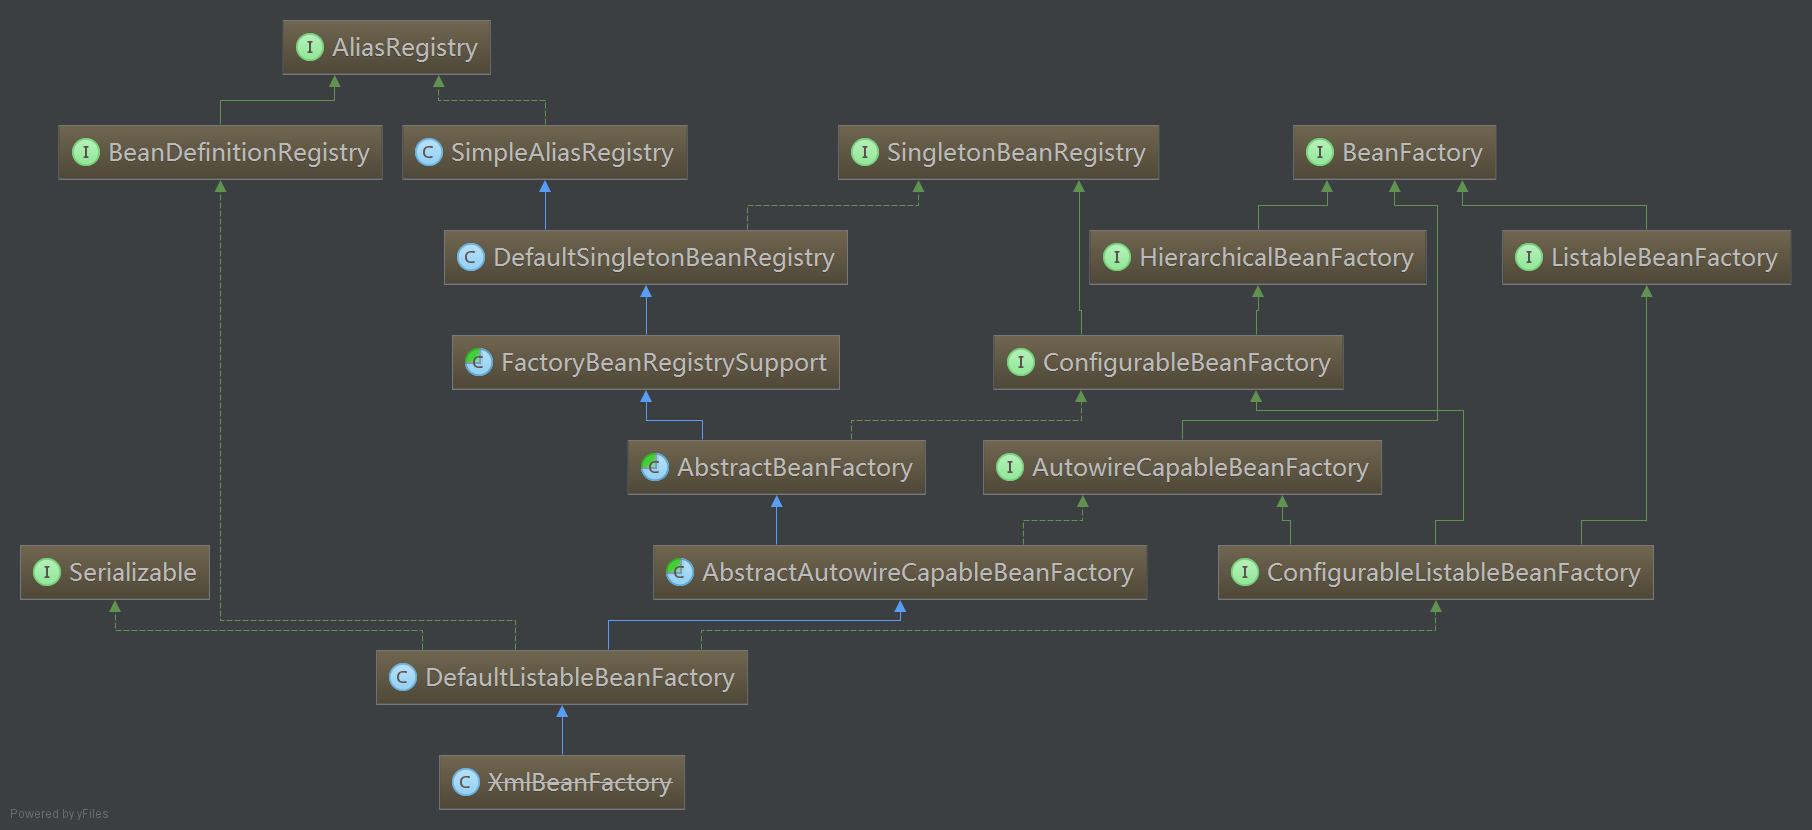 I AliasRegistry
I BeanDefinitionRegistry
C SimpleAliasRegistry
I SingletonBeanRegistry
I BeanFactory
C DefaultSingletonBeanRegistry
I HierarchicalBeanFactory
I ListableBeanFactory
C FactoryBeanRegistrySupport
I ConfigurableBeanFactory
C AbstractBeanFactory
I AutowireCapableBeanFactory
I Serializable
C AbstractAutowireCapableBeanFactory
I ConfigurableListableBeanFactory
C DefaultListableBeanFactory
C XmlBeanFactory
Powered by yFiles